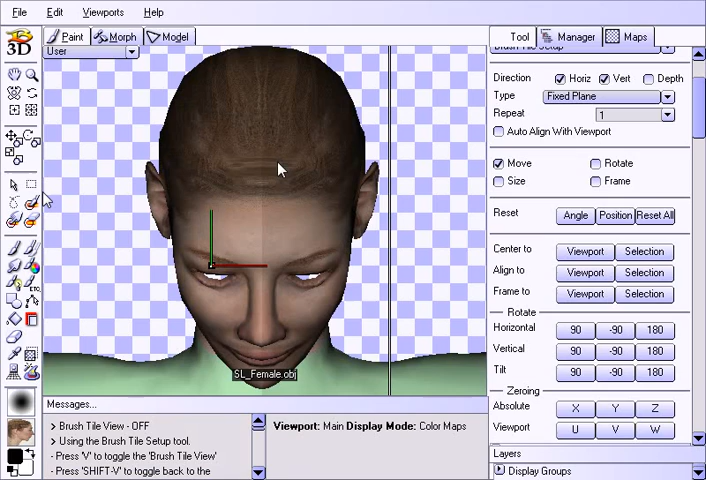 File Edit Viewports Help
3D Paint Morph Model Tool Manager Maps
User
Brush Tile Setup
Direction Horiz Vert Depth
Type Fixed Plane
Repeat 1
Auto Align With Viewport
Move Rotate
Size Frame
Reset Angle Position Reset All
Center to Viewport Selection
Align to Viewport Selection
Frame to Viewport Selection
Rotate
Horizontal 90 -90 180
Vertical 90 -90 180
Tilt 90 -90 180
Zeroing
Absolute X Y Z
Viewport U V W
SL_Female.obj
ETC
Messages...
> Brush Tile View - OFF
> Using the Brush Tile Setup tool.
- Press 'V' to toggle the 'Brush Tile View'
- Press 'SHIFT-V' to toggle back to the
Viewport: Main Display Mode: Color Maps
Layers
Display Groups